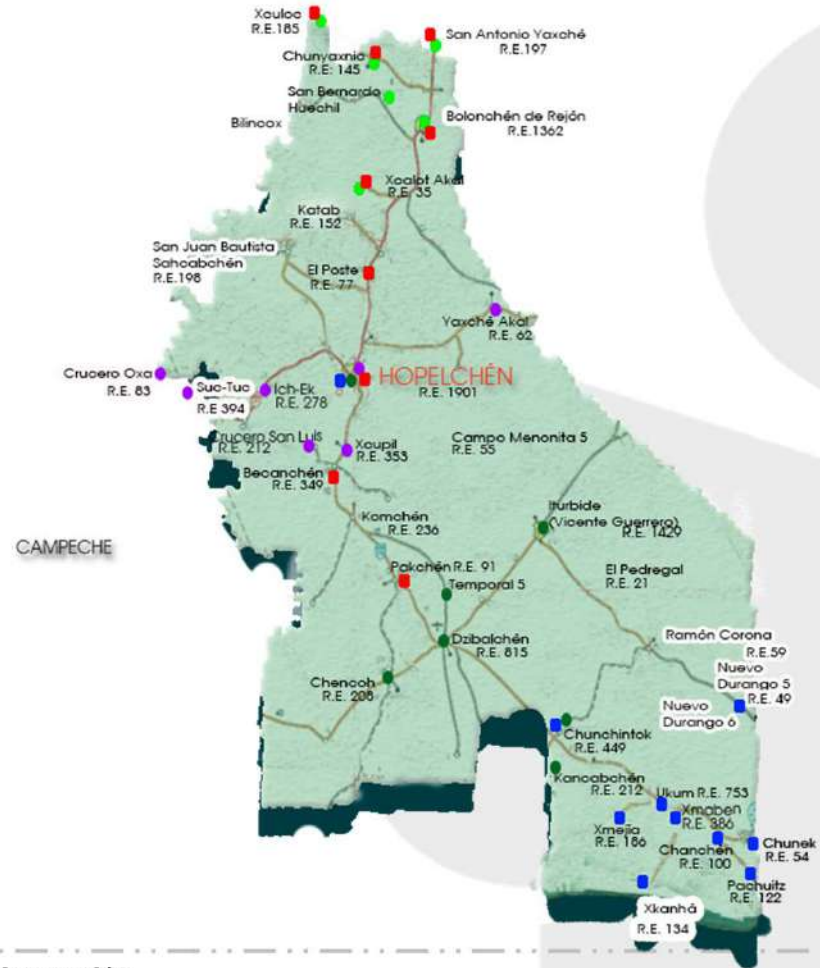 Xculoc
R.E.185
San Antonio Yaxché
R.E.197
Chunyaxnic
R.E: 145
San Bernardo
Huechil
Bolonchén de Rejón
R.E.1362
Bilincox
Xcalot Akal
R.E. 35
Katab
R.E. 152
San Juan Bautista
Sahcabchén
R.E.198
El Poste
R.E. 77
Yaxché Akal
R.E. 62
Crucero Oxa
R.E. 83
Suc-Tuc
R.E 394
Ich-Ek
R.E. 278
HOPELCHÉN
R.E. 1901
Crucero San Luis
R.E. 212
Xcupil
R.E. 353
Campo Menonita 5
R.E. 55
Becanchén
R.E. 349
Komchén
R.E. 236
Iturbide
(Vicente Guerrero)
R.E. 1429
CAMPECHE
Pakchén R.E. 91
El Pedregal
R.E. 21
Temporal 5
Dzibalchén
R.E. 815
Ramón Corona
R.E.59
Chencoh
R.E. 208
Nuevo
Durango 5
R.E. 49
Nuevo
Durango 6
Chunchintok
R.E. 449
Kancabchén
R.E. 212
Ukum R.E. 753
Xmaben
R.E. 386
Xmejia
R.E. 186
Chanchén
R.E. 100
Chunek
R.E. 54
Pachuitz
R.E. 122
Xkanhá
R.E. 134